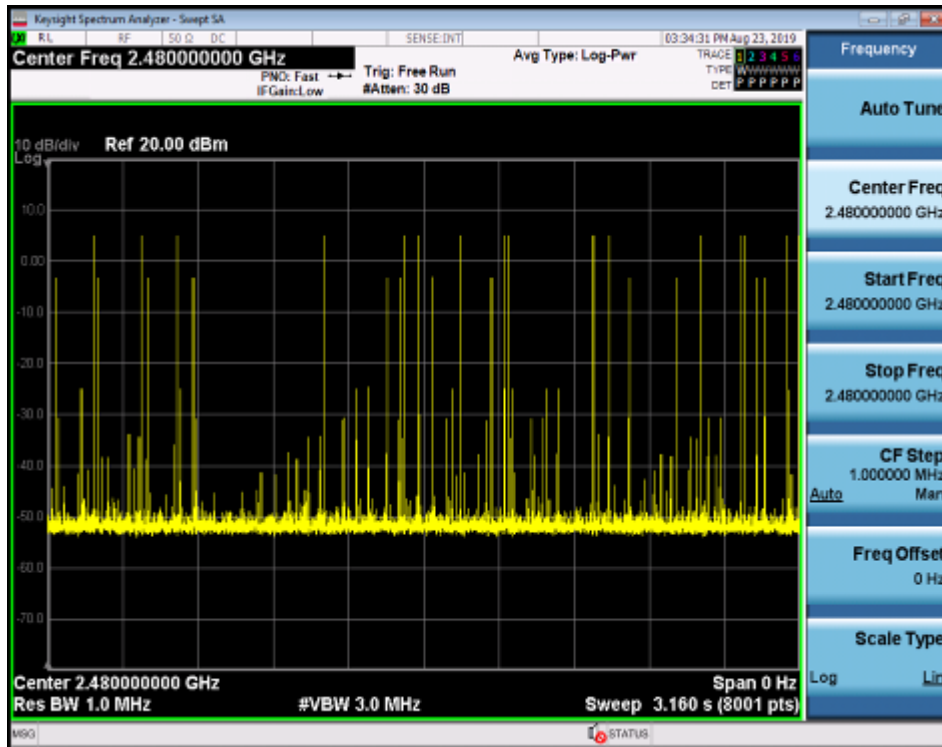 Keysight Spectrum Analyzer - Swept SA
RL RF 50 Ω DC SENSE:INT 03:34:31 PM Aug 23, 2019
Center Freq 2.480000000 GHz
Avg Type: Log-Pwr
TRACE 1 2 3 4 5 6
PNO: Fast
Trig: Free Run
TYPE
IFGain:Low
#Atten: 30 dB
DET P P P P P P
10 dB/div
Ref 20.00 dBm
Log
10.0
0.00
-10.0
-20.0
-30.0
-40.0
-50.0
-60.0
-70.0
Center 2.480000000 GHz
Span 0 Hz
Res BW 1.0 MHz
#VBW 3.0 MHz
Sweep 3.160 s (8001 pts)
MSG
STATUS
Frequency
Auto Tune
Center Freq
2.480000000 GHz
Start Freq
2.480000000 GHz
Stop Freq
2.480000000 GHz
CF Step
1.000000 MHz
Auto Man
Freq Offset
0 Hz
Scale Type
Log Lin